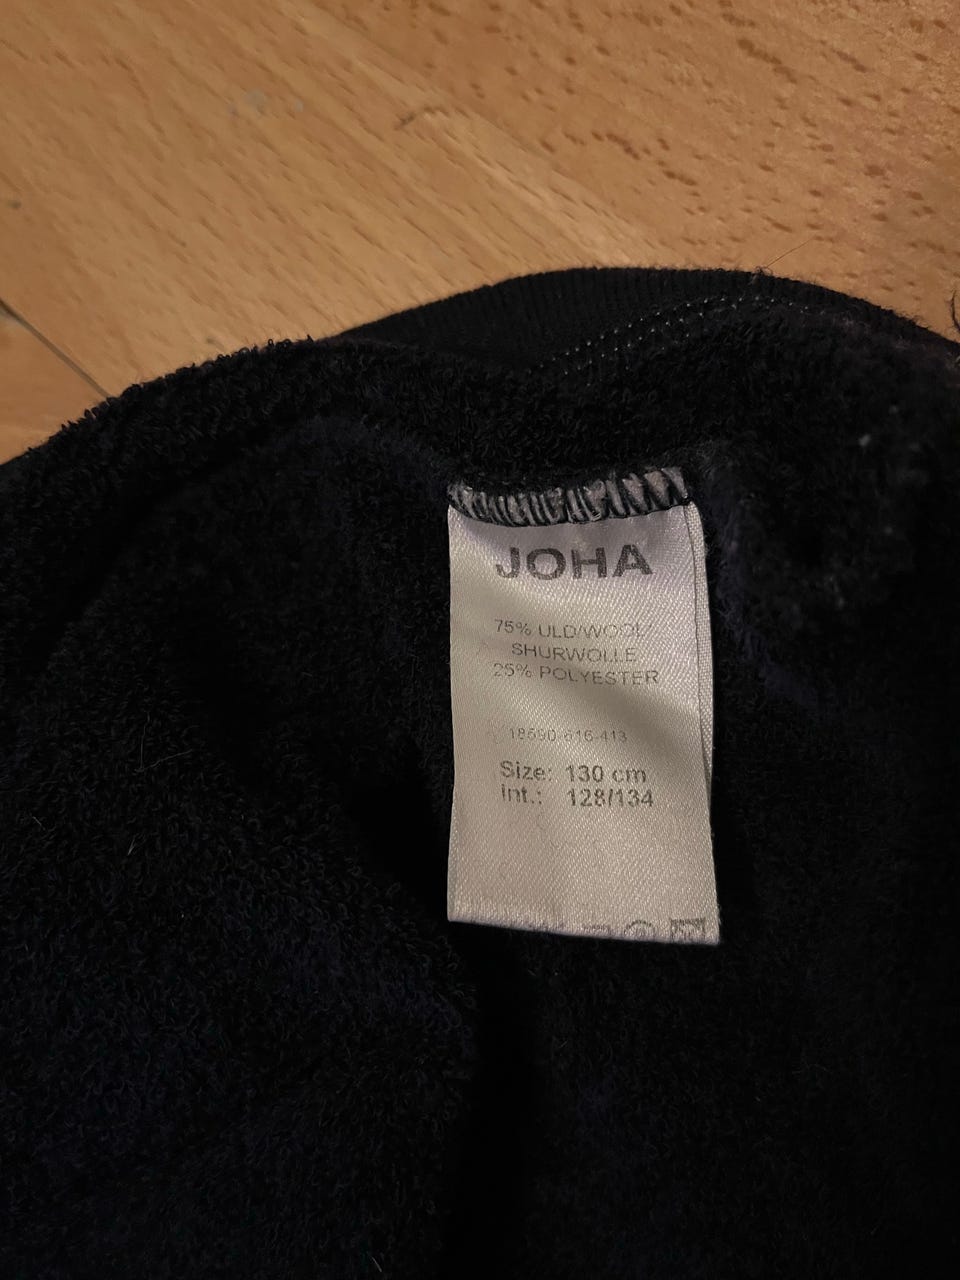 JOHA
75% ULD/WOOL/
SHURWOLLE
25% POLYESTER
18590-616-413
Size: 130 cm
Int.: 128/134